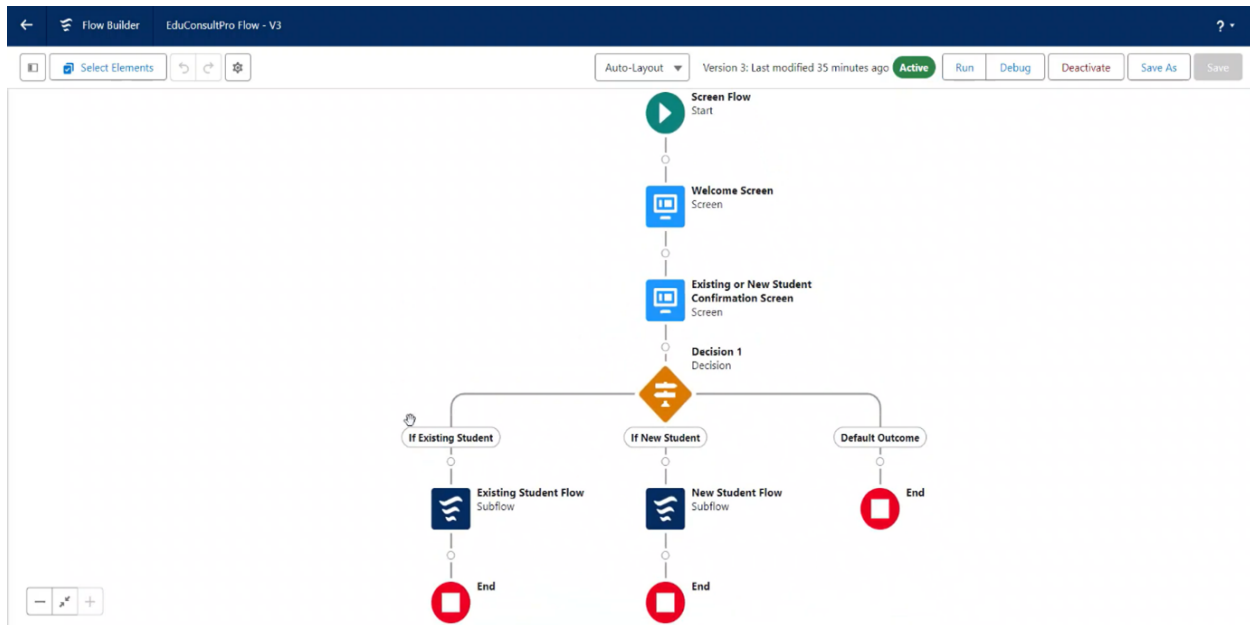 Flow Builder
EduConsultPro Flow - V3
?
Select Elements
Auto-Layout
Version 3: Last modified 35 minutes ago
Active
Run
Debug
Deactivate
Save As
Save
Screen Flow
Start
Welcome Screen
Screen
Existing or New Student
Confirmation Screen
Screen
Decision 1
Decision
If Existing Student
If New Student
Default Outcome
Existing Student Flow
Subflow
New Student Flow
Subflow
End
End
End